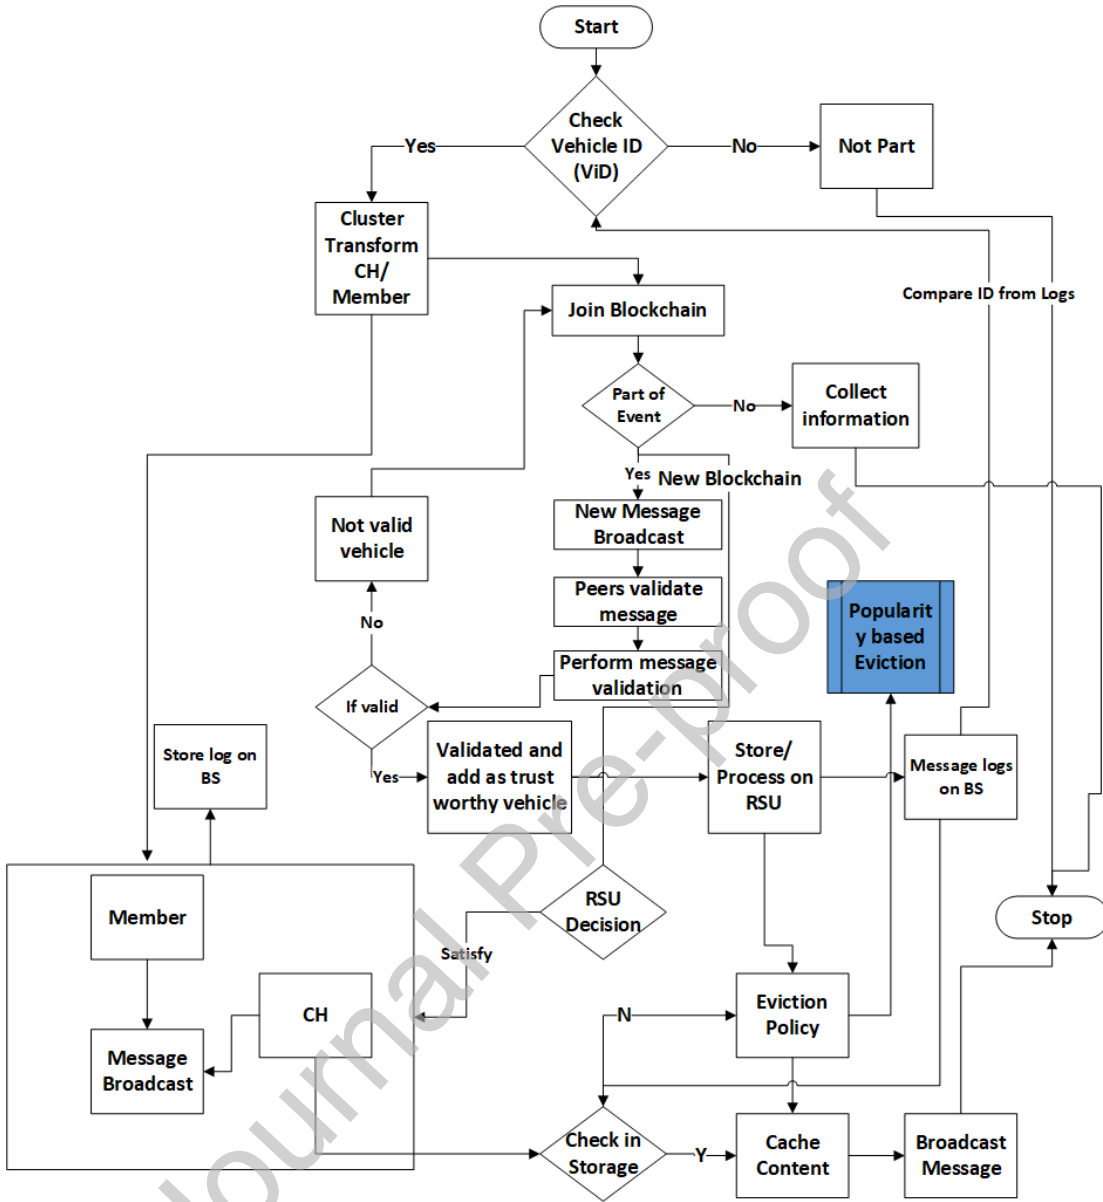 Start
Check
Vehicle ID
(ViD)
Yes
No
Not Part
Cluster
Transform
CH/
Member
Compare ID from Logs
Join Blockchain
Part of
Event
No
Collect
information
Yes
New Blockchain
Not valid
vehicle
New Message
Broadcast
Peers validate
message
No
Popularit
y based
Eviction
Perform message
validation
If valid
Store log on
BS
Yes
Validated and
add as trust
worthy vehicle
Store/
Process on
RSU
Message logs
on BS
Member
RSU
Decision
Stop
Satisfy
CH
N
Eviction
Policy
Message
Broadcast
Check in
Storage
Y
Cache
Content
Broadcast
Message
Journal Pre-proof